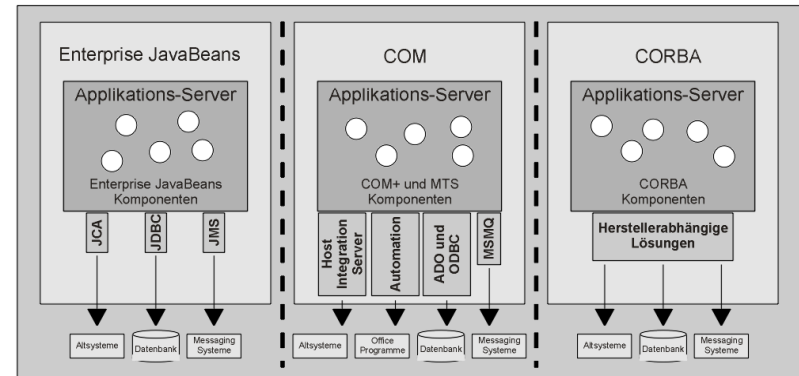 Enterprise JavaBeans
Applikations-Server
Enterprise JavaBeans
Komponenten
JCA
JDBC
JMS
Altsysteme
Datenbank
Messaging
Systeme
COM
Applikations-Server
COM+ und MTS
Komponenten
Host
Integration
Server
Automation
ADO und
ODBC
MSMQ
Altsysteme
Office
Programme
Datenbank
Messaging
Systeme
CORBA
Applikations-Server
CORBA
Komponenten
Herstellerabhängige
Lösungen
Altsysteme
Datenbank
Messaging
Systeme